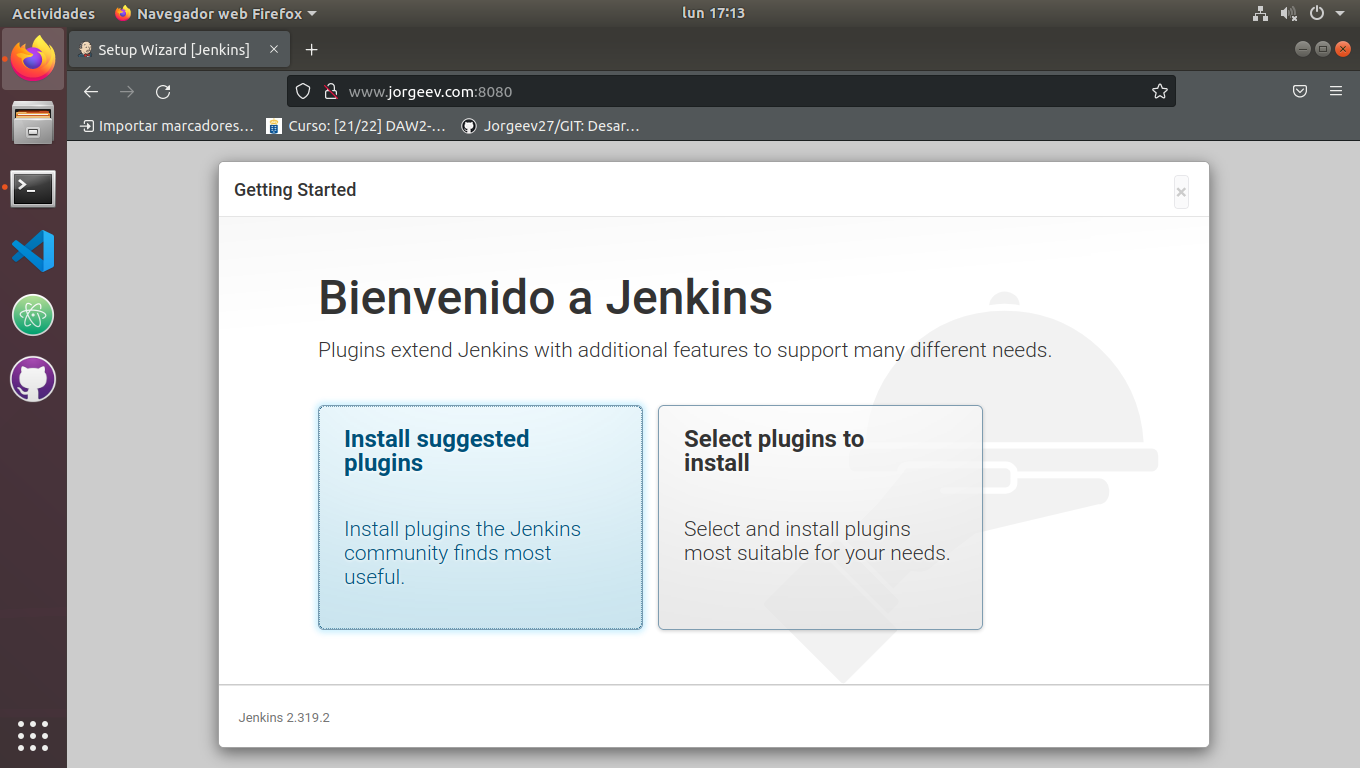 Actividades Navegador web Firefox lun 17:13
Setup Wizard [Jenkins]
www.jorgeev.com:8080
Importar marcadores… Curso: [21/22] DAW2-… Jorgeev27/GIT: Desar…
Getting Started ×
Bienvenido a Jenkins
Plugins extend Jenkins with additional features to support many different needs.
Install suggested
plugins
Install plugins the Jenkins
community finds most
useful.
Select plugins to
install
Select and install plugins
most suitable for your needs.
Jenkins 2.319.2